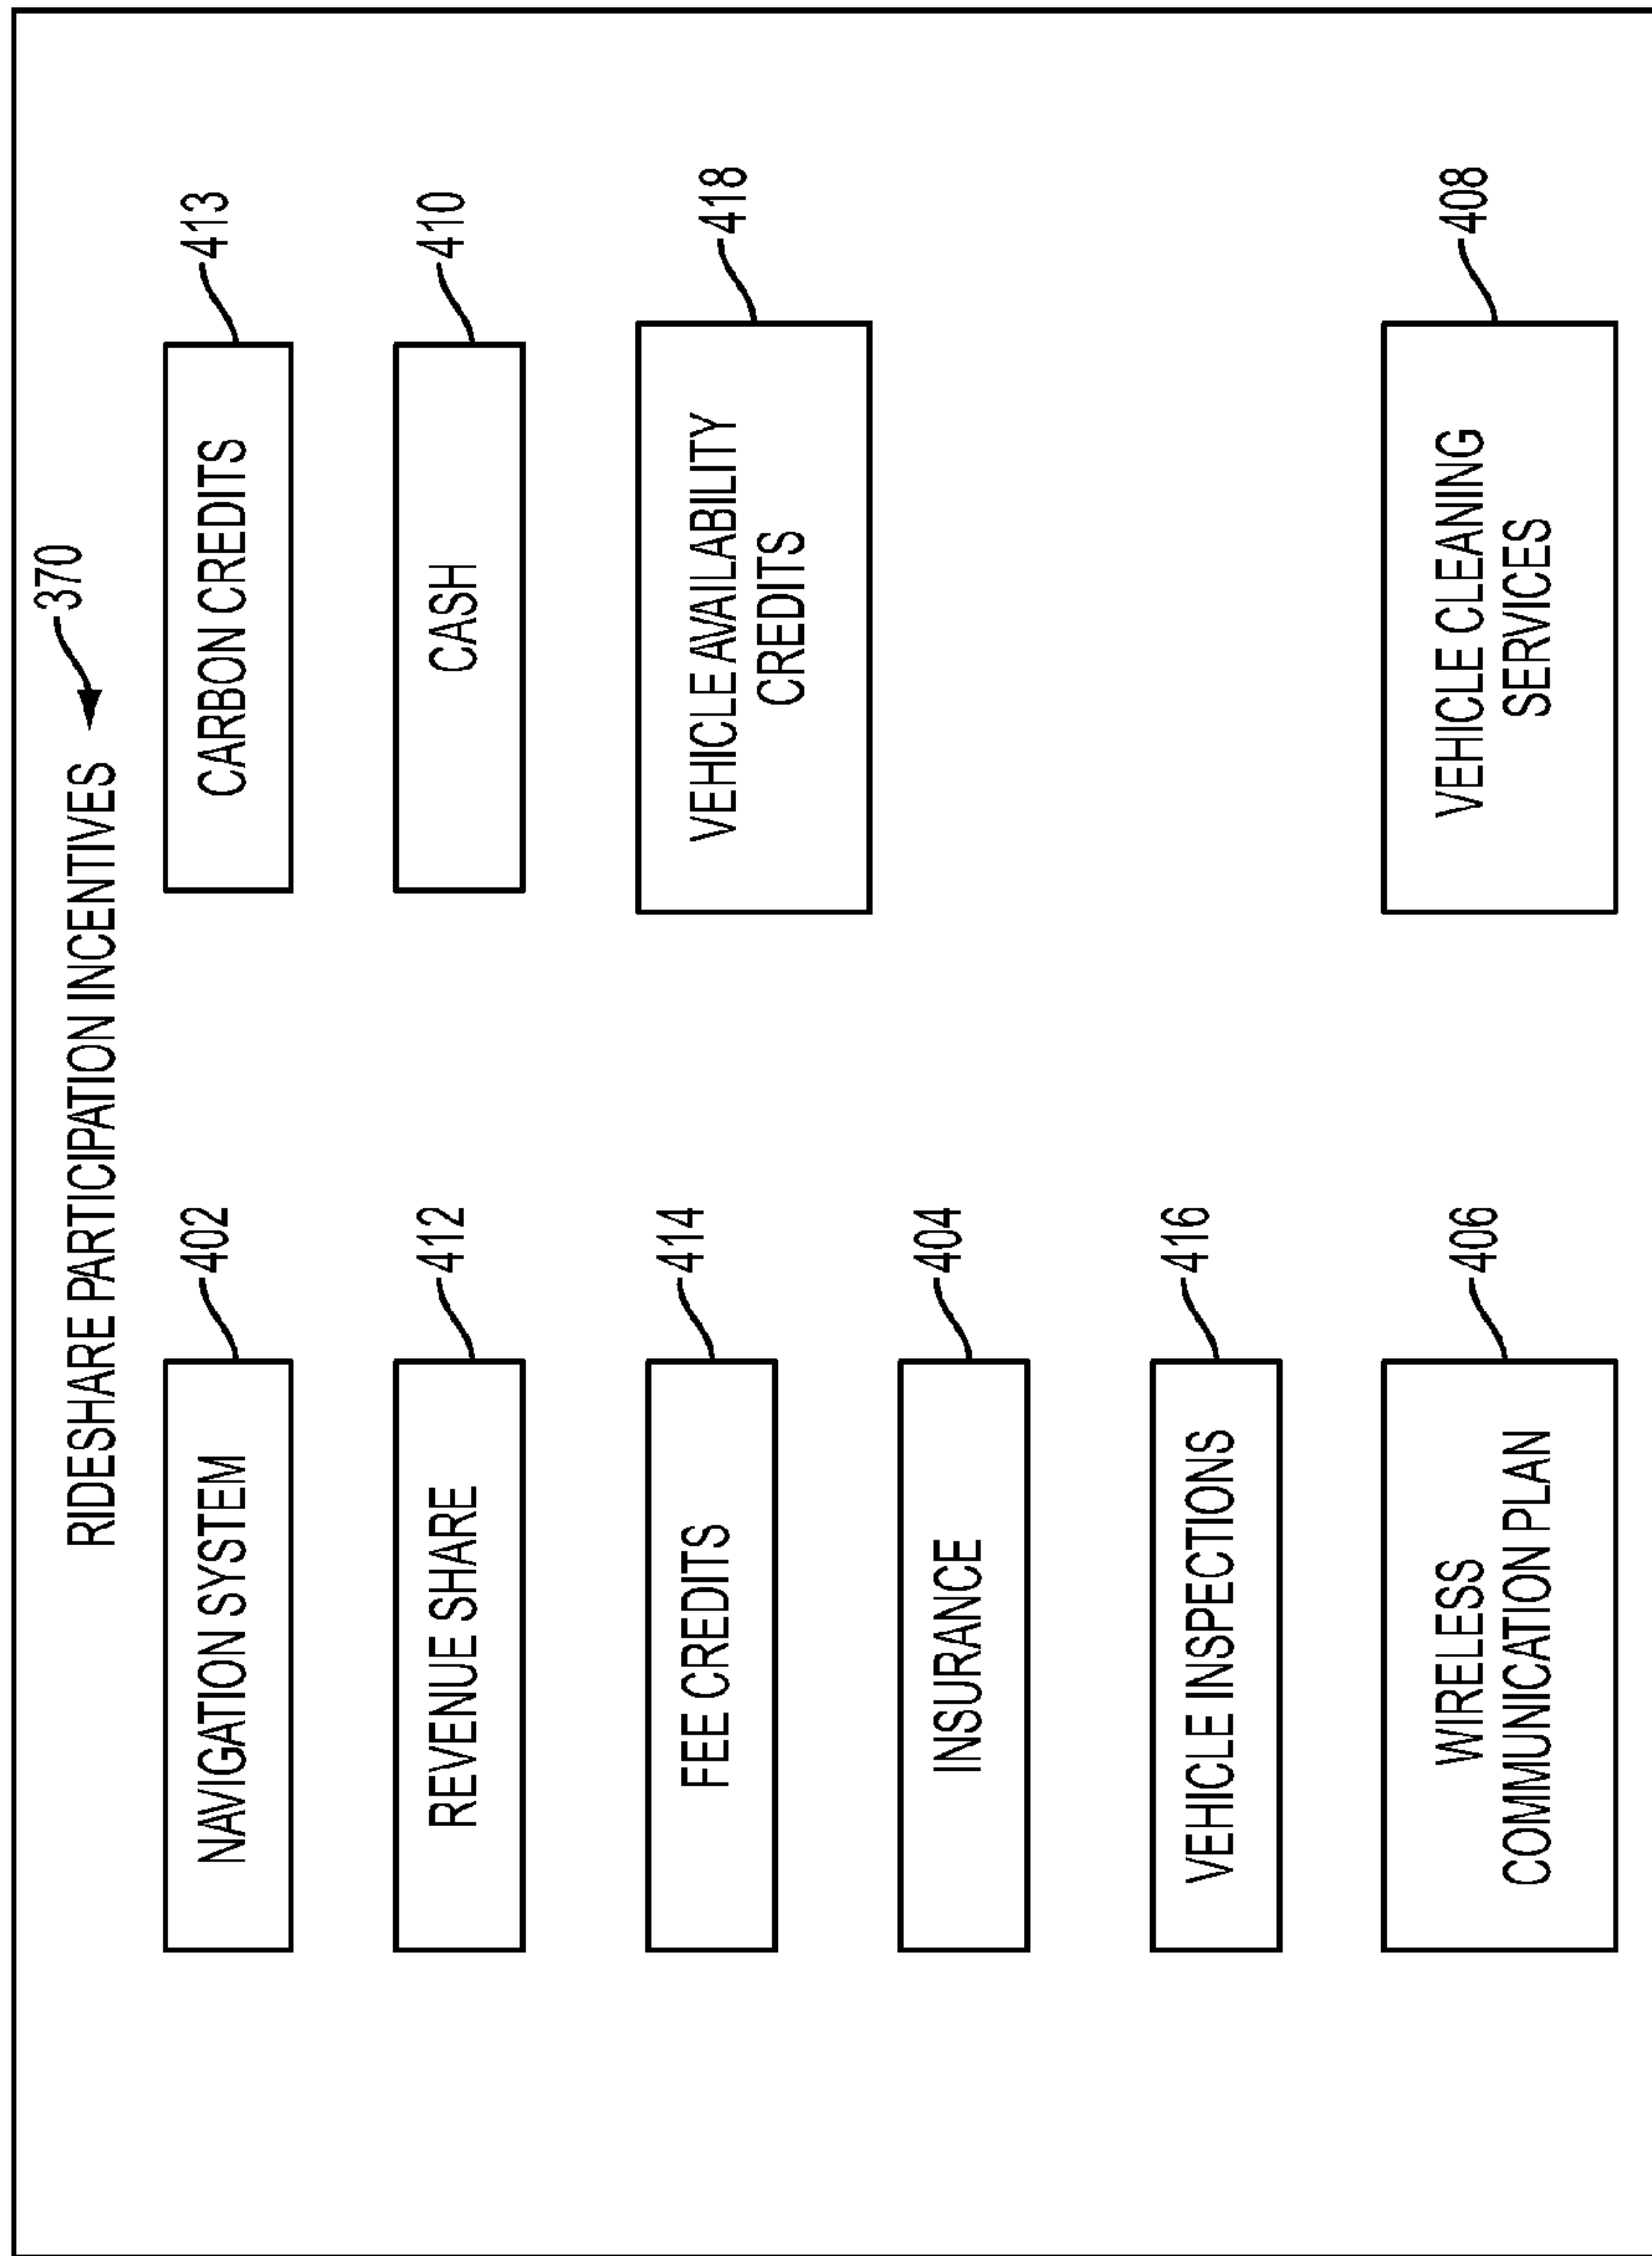 370
RIDESHARE PARTICIPATION INCENTIVES
NAVIGATION SYSTEM
402
CARBON CREDITS
413
REVENUE SHARE
412
CASH
410
FEE CREDITS
414
VEHICLE AVAILABILITY
CREDITS
418
INSURANCE
404
VEHICLE INSPECTIONS
416
WIRELESS
COMMUNICATION PLAN
406
VEHICLE CLEANING
SERVICES
408